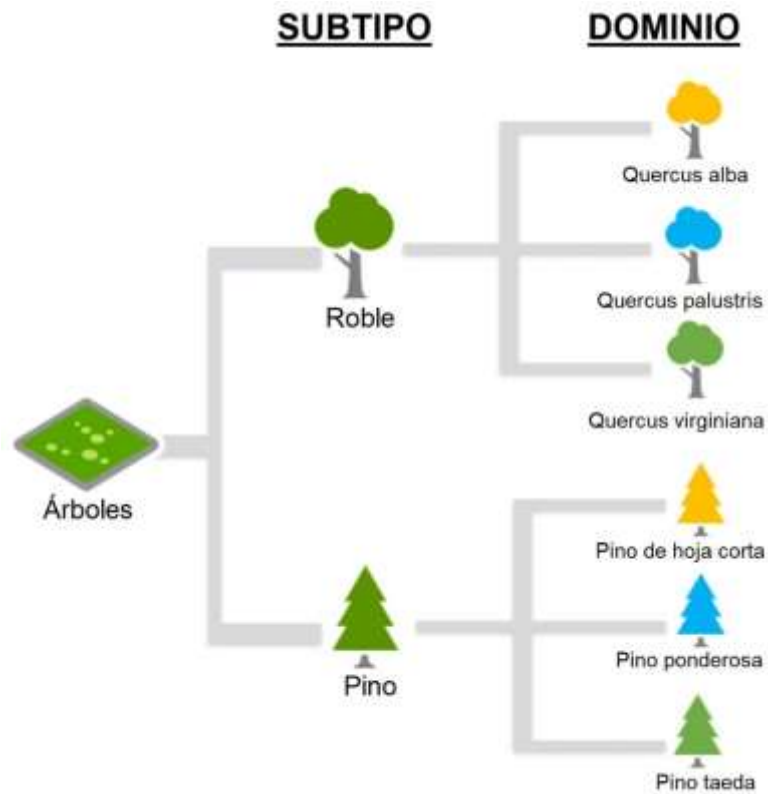 SUBTIPO
DOMINIO
Quercus alba
Roble
Quercus palustris
Quercus virginiana
Árboles
Pino de hoja corta
Pino
Pino ponderosa
Pino taeda